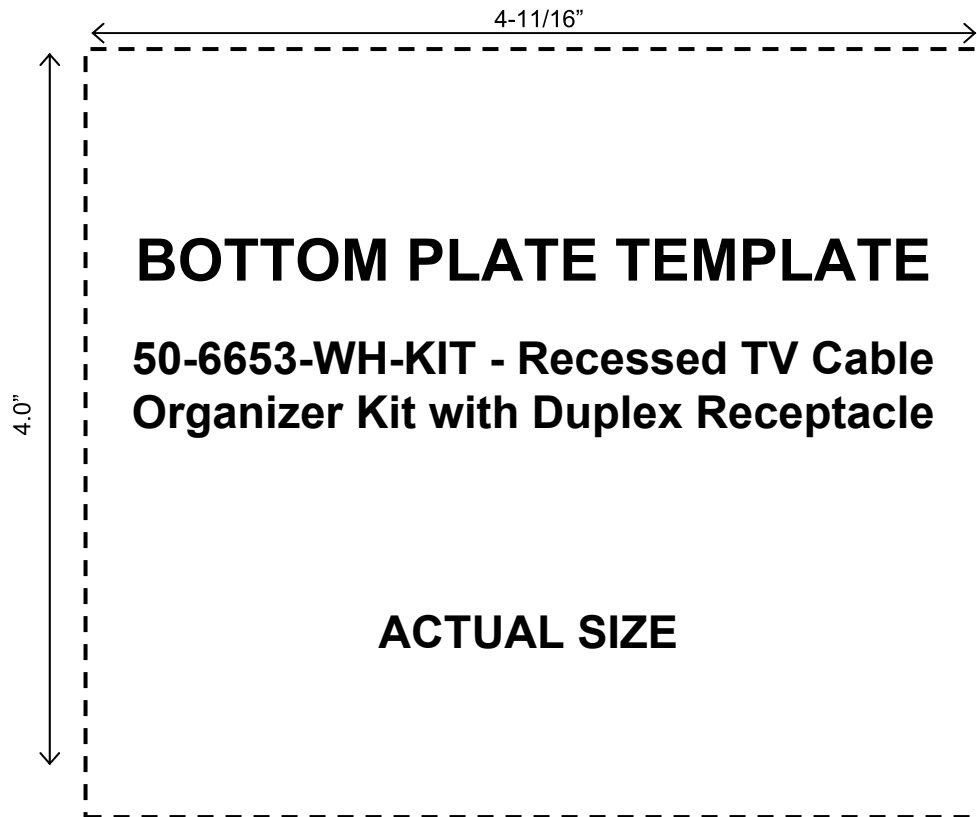 4-11/16”
4.0”
BOTTOM PLATE TEMPLATE
50-6653-WH-KIT - Recessed TV Cable
Organizer Kit with Duplex Receptacle
ACTUAL SIZE